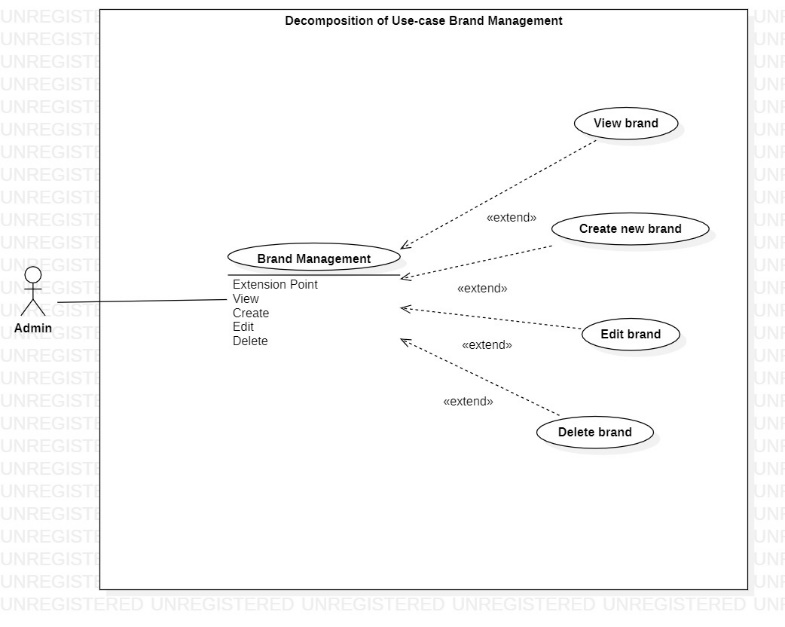 Decomposition of Use-case Brand Management
View brand
«extend»
Create new brand
Brand Management
Extension Point
View
Create
Edit
Delete
«extend»
Admin
Edit brand
«extend»
«extend»
Delete brand
UNREGISTERED UNREGISTERED UNREGISTERED UNREGISTERED UNREGISTERED UNR